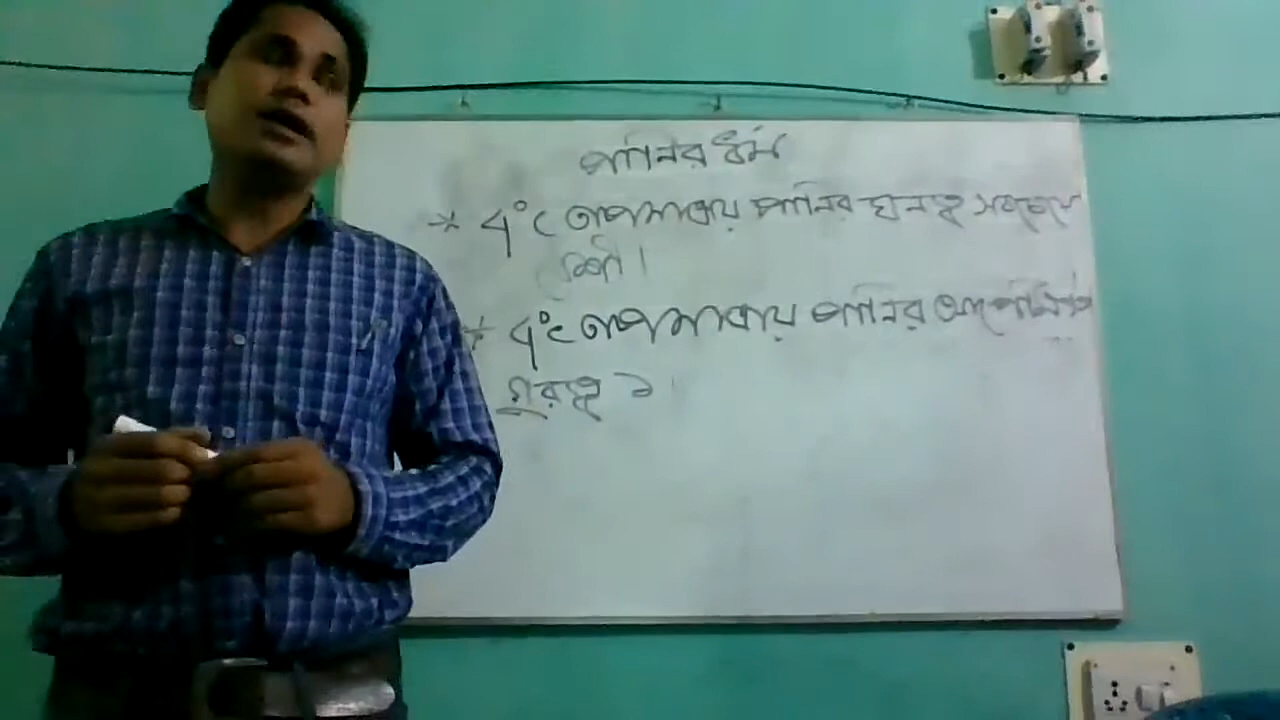 পানির ধর্ম
* 4°C তাপমাত্রায় পানির ঘনত্ব সবচেয়ে
বেশী।
* 4°C তাপমাত্রায় পানির আপেক্ষিক
গুরুত্ব ১।